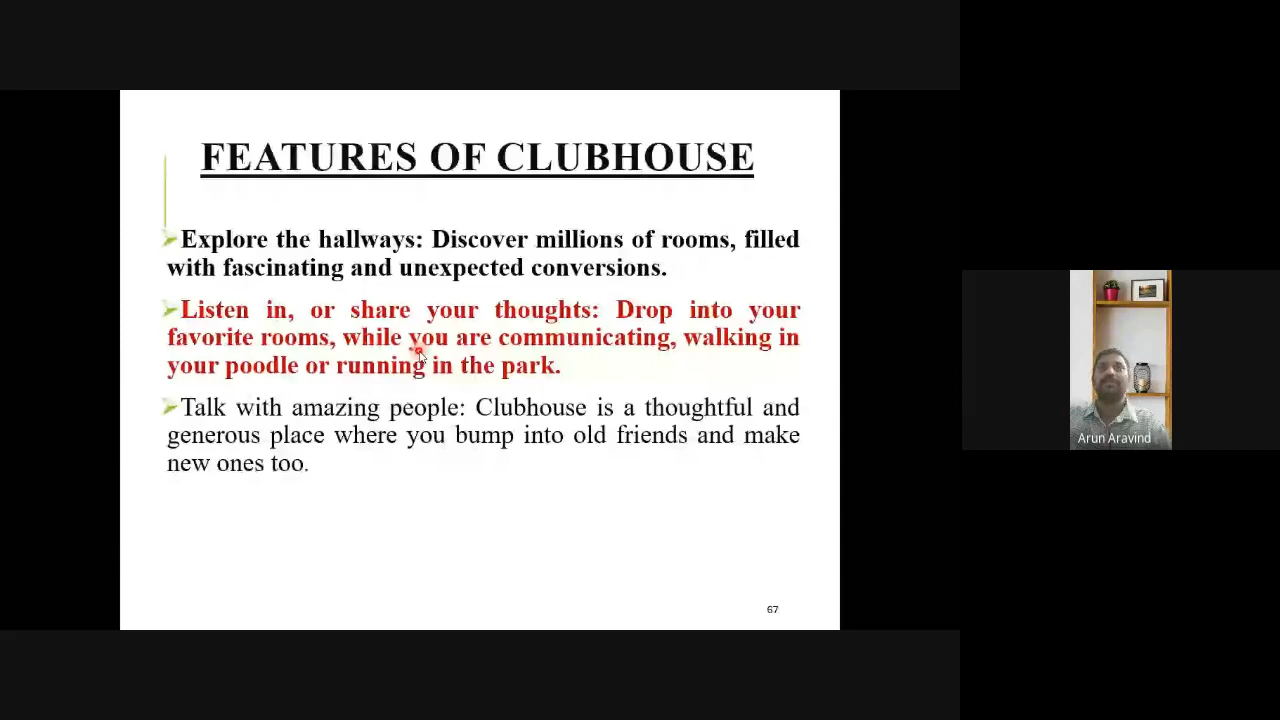 FEATURES OF CLUBHOUSE
Explore the hallways: Discover millions of rooms, filled
with fascinating and unexpected conversions.
Listen in, or share your thoughts: Drop into your
favorite rooms, while you are communicating, walking in
your poodle or running in the park.
Talk with amazing people: Clubhouse is a thoughtful and
generous place where you bump into old friends and make
new ones too.
67
Arun Aravind